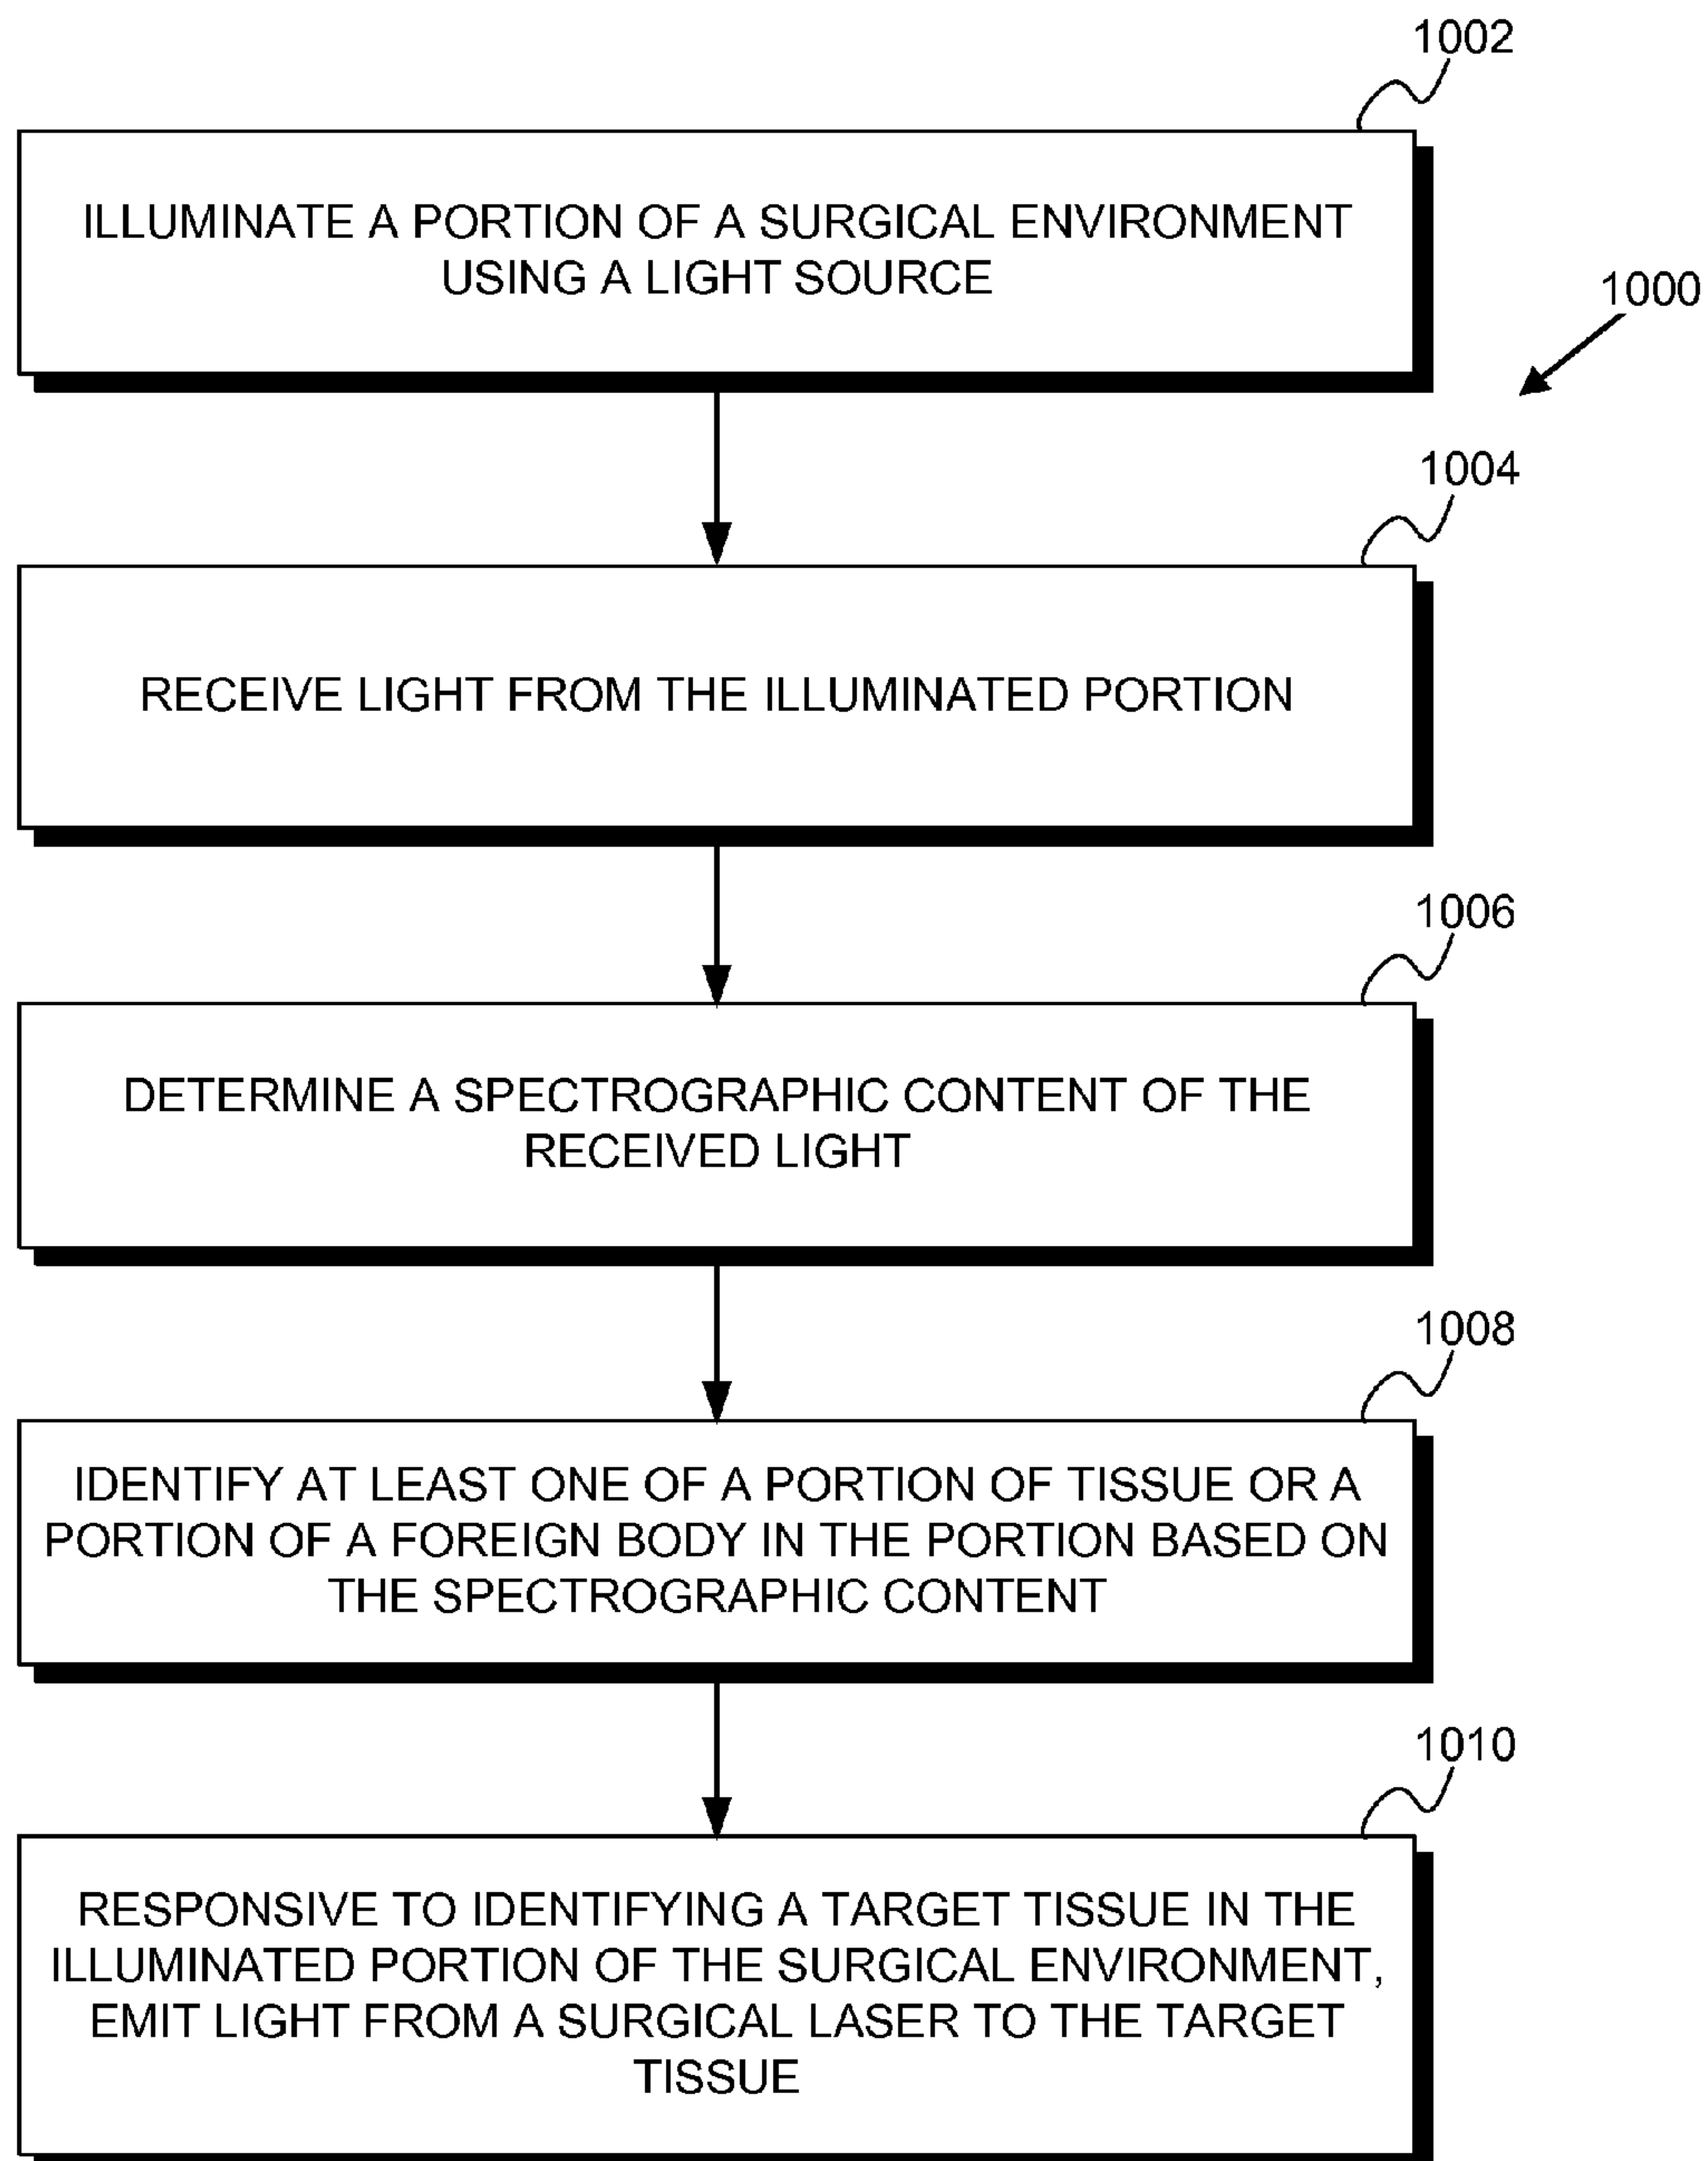 1002
ILLUMINATE A PORTION OF A SURGICAL ENVIRONMENT
USING A LIGHT SOURCE
1000
1004
RECEIVE LIGHT FROM THE ILLUMINATED PORTION
1006
DETERMINE A SPECTROGRAPHIC CONTENT OF THE
RECEIVED LIGHT
1008
IDENTIFY AT LEAST ONE OF A PORTION OF TISSUE OR A
PORTION OF A FOREIGN BODY IN THE PORTION BASED ON
THE SPECTROGRAPHIC CONTENT
1010
RESPONSIVE TO IDENTIFYING A TARGET TISSUE IN THE
ILLUMINATED PORTION OF THE SURGICAL ENVIRONMENT,
EMIT LIGHT FROM A SURGICAL LASER TO THE TARGET
TISSUE